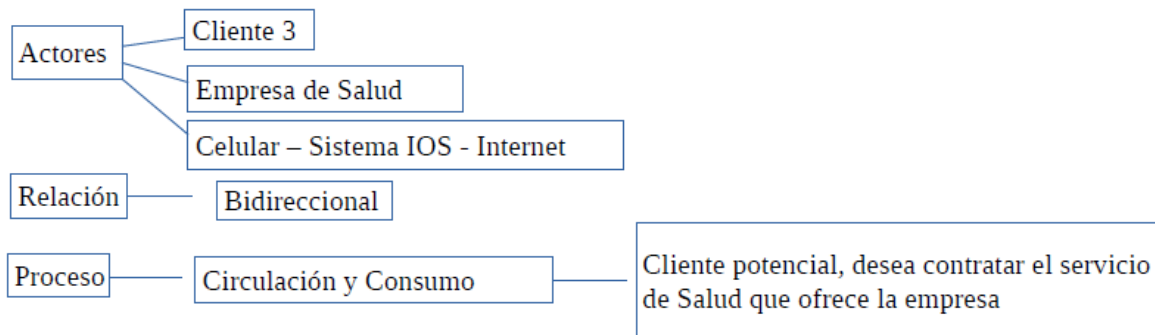 Cliente 3
Actores
Empresa de Salud
Celular – Sistema IOS - Internet
Relación
Bidireccional
Proceso
Circulación y Consumo
Cliente potencial, desea contratar el servicio
de Salud que ofrece la empresa